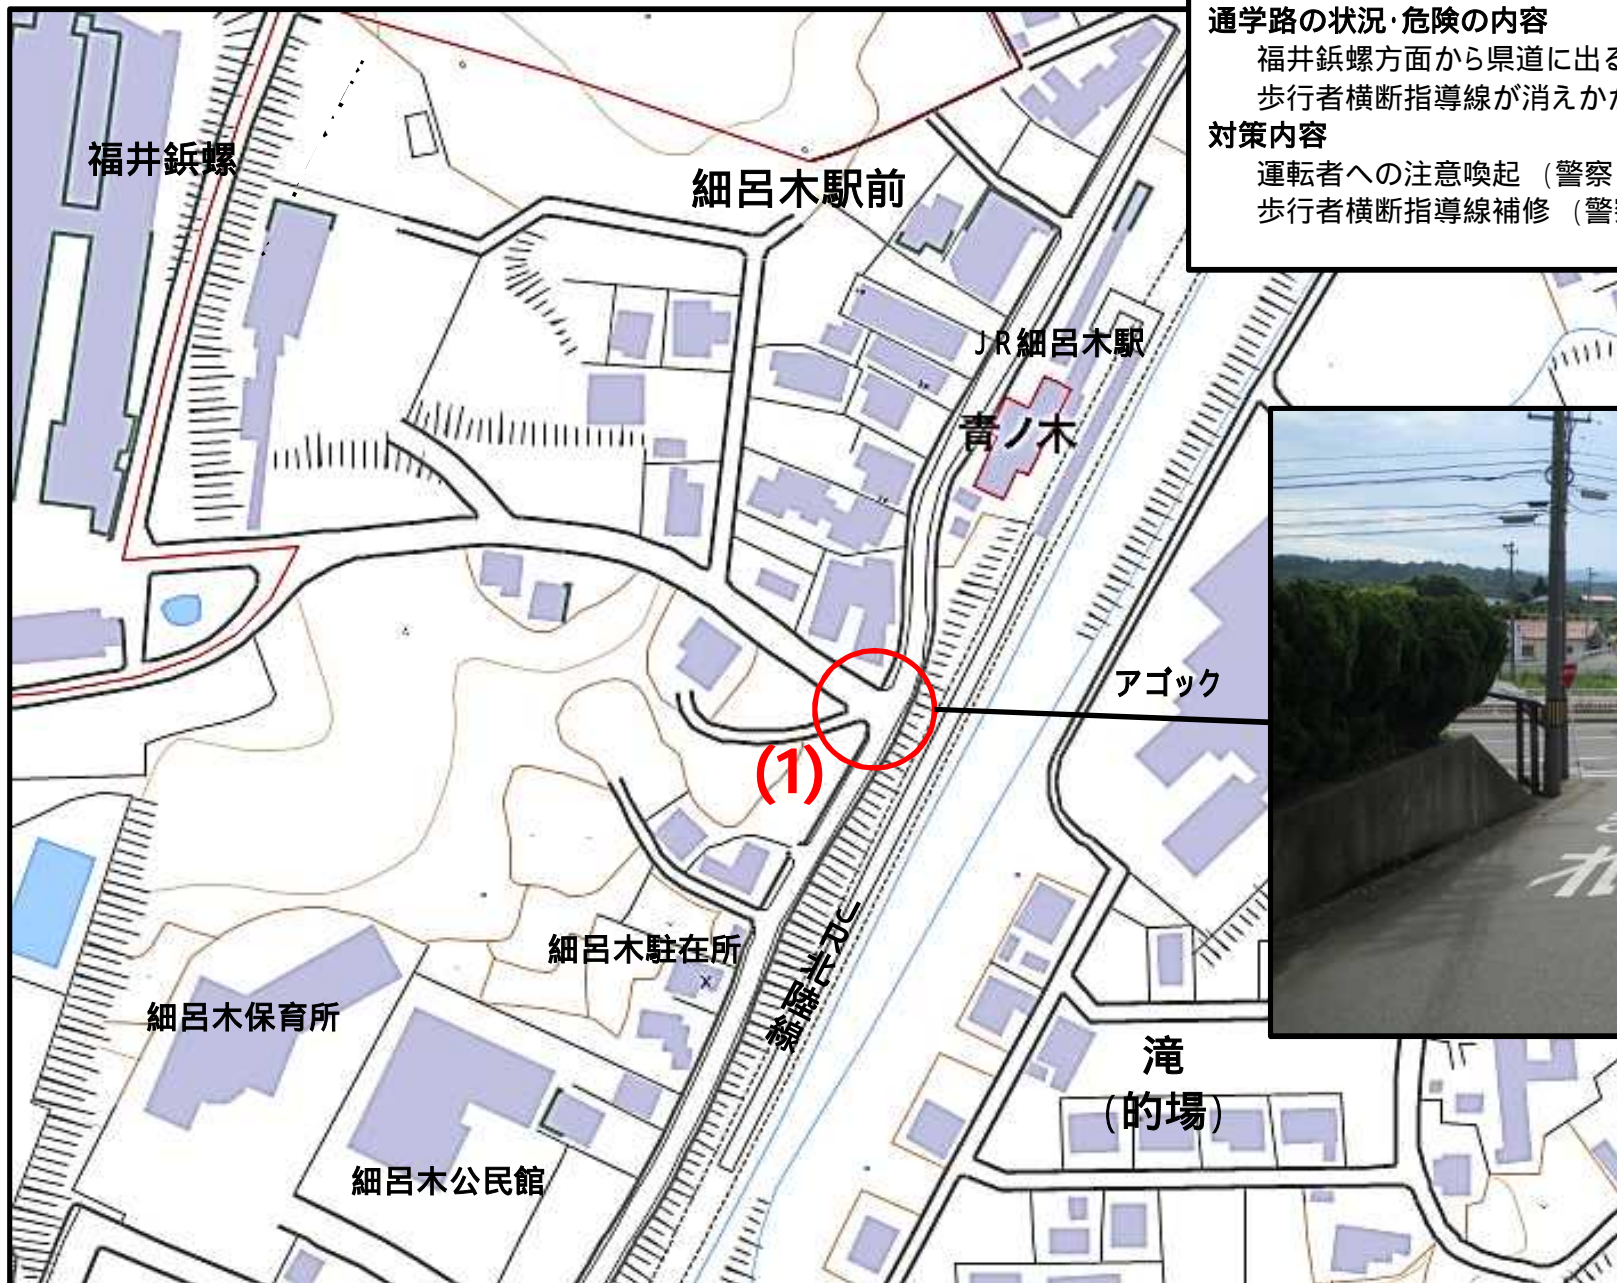 通学路の状況・危険の内容
福井鋲螺方面から県道に出る
歩行者横断指導線が消えかか
対策内容
運転者への注意喚起 (警察
歩行者横断指導線補修 (警察
福井鋲螺
細呂木駅前
JR細呂木駅
青ノ木
アゴック
(1)
JR北陸線
細呂木駐在所
細呂木保育所
滝
(的場)
細呂木公民館